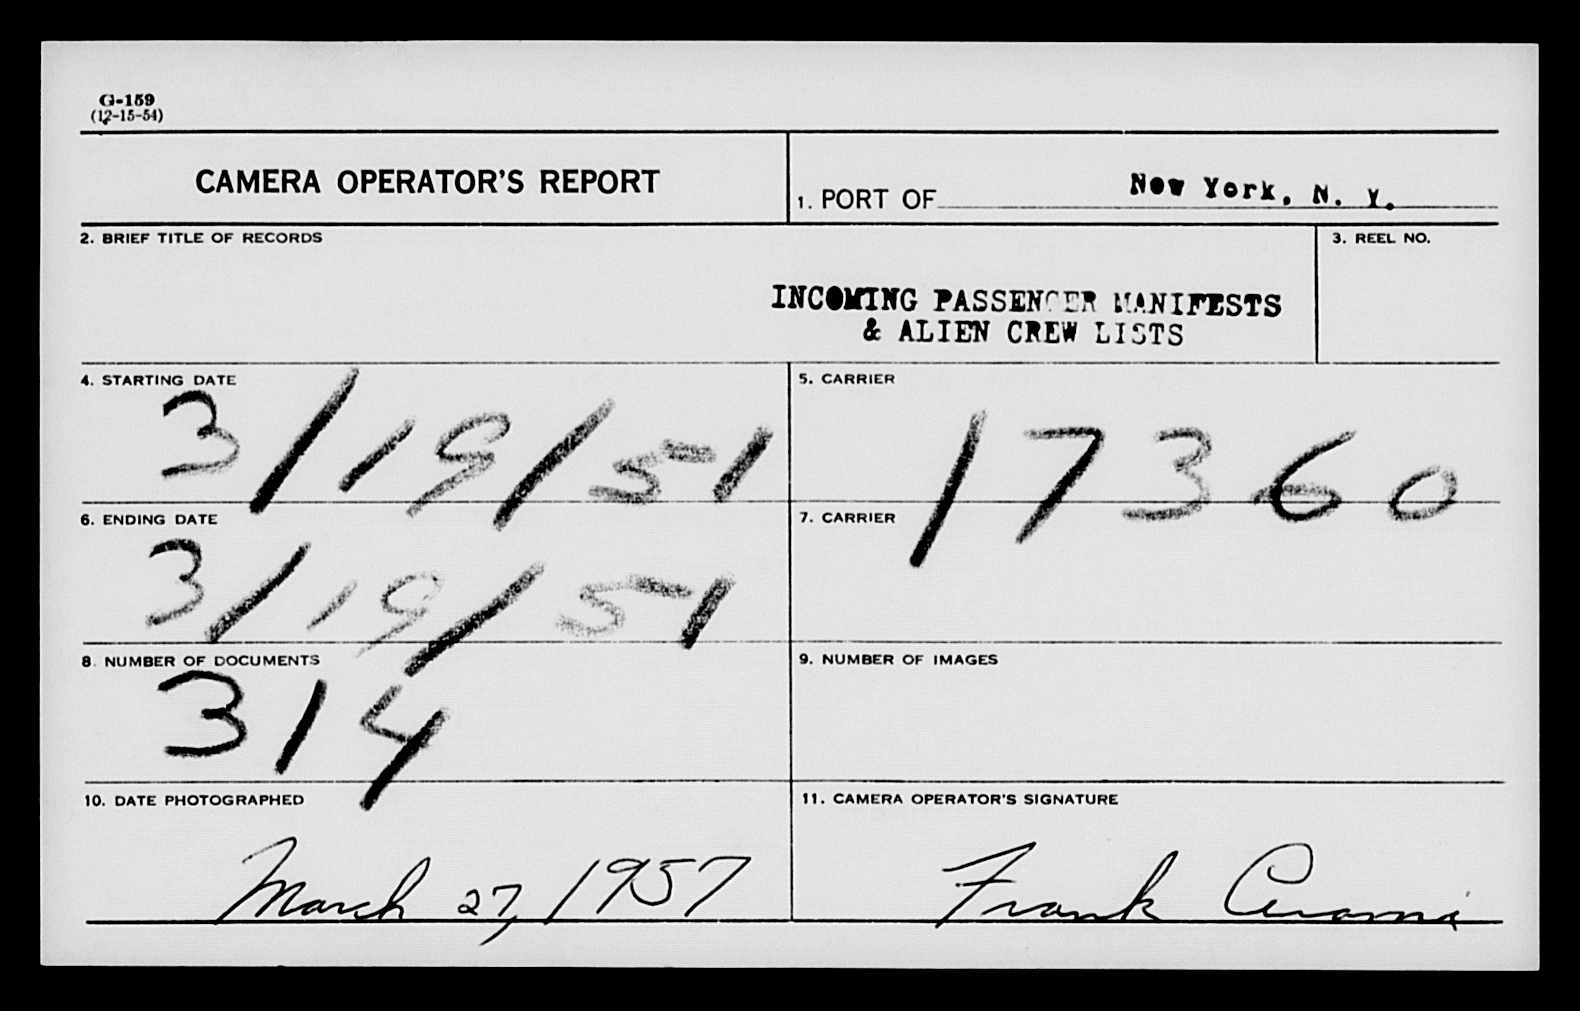 G-159
(12-15-54)
CAMERA OPERATOR'S REPORT
1. PORT OF New York, N. Y.
2. BRIEF TITLE OF RECORDS
INCOMING PASSENGER MANIFESTS
& ALIEN CREW LISTS
3. REEL NO.
4. STARTING DATE
3/19/51
5. CARRIER
17360
6. ENDING DATE
3/19/51
7. CARRIER
8. NUMBER OF DOCUMENTS
314
9. NUMBER OF IMAGES
10. DATE PHOTOGRAPHED
March 27, 1957
11. CAMERA OPERATOR'S SIGNATURE
Frank